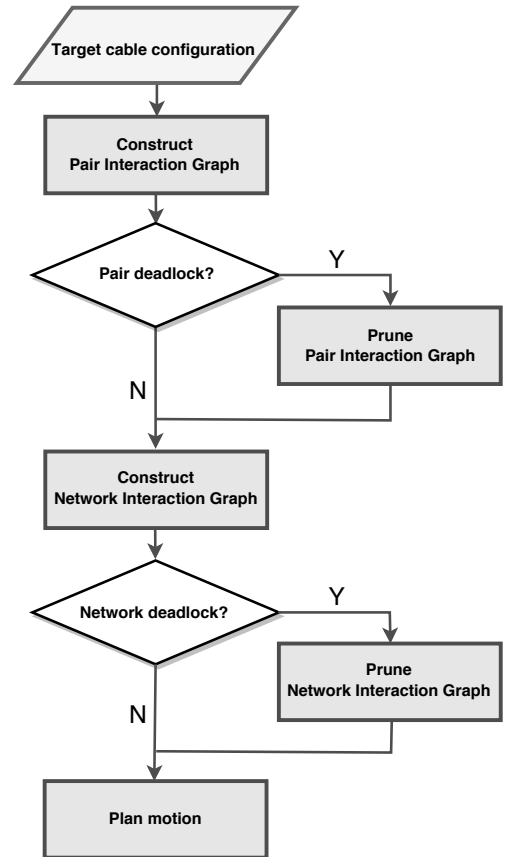 Target cable configuration
Construct
Pair Interaction Graph
Pair deadlock?
Y
Prune
Pair Interaction Graph
N
Construct
Network Interaction Graph
Network deadlock?
Y
Prune
Network Interaction Graph
N
Plan motion